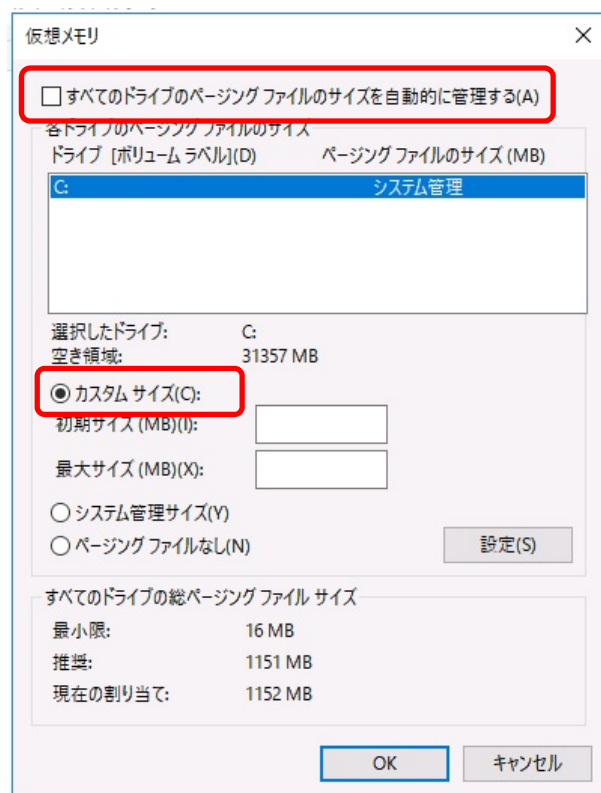 仮想メモリ
すべてのドライブのページング ファイルのサイズを自動的に管理する(A)
各ドライブのページング ファイルのサイズ
ドライブ [ボリューム ラベル](D) ページング ファイルのサイズ (MB)
C: システム管理
選択したドライブ: C:
空き領域: 31357 MB
カスタム サイズ(C):
初期サイズ (MB)(I):
最大サイズ (MB)(X):
システム管理サイズ(Y)
ページング ファイルなし(N) 設定(S)
すべてのドライブの総ページング ファイル サイズ
最小限: 16 MB
推奨: 1151 MB
現在の割り当て: 1152 MB
OK キャンセル